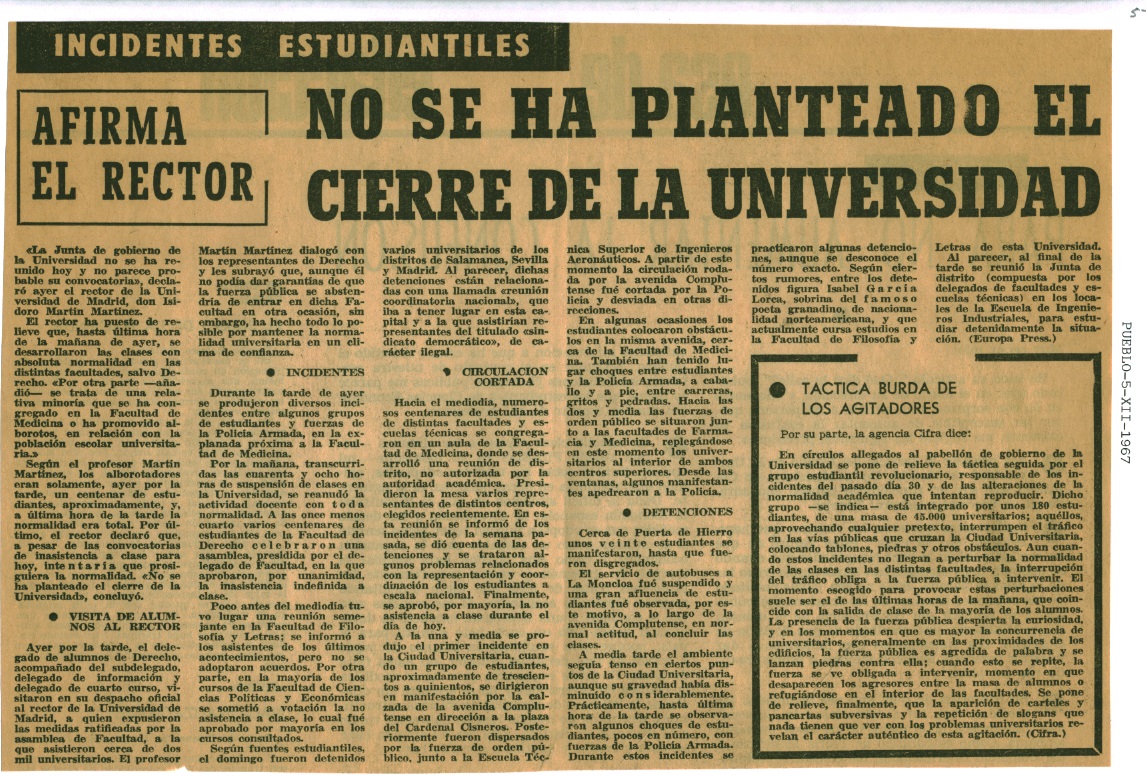 5-
INCIDENTES ESTUDIANTILES
AFIRMA
EL RECTOR
NO SE HA PLANTEADO EL
CIERRE DE LA UNIVERSIDAD
«La Junta de gobierno de
la Universidad no se ha re-
unido hoy y no parece pro-
bable su convocatoria», decla-
ró ayer el rector de la Uni-
versidad de Madrid, don Isi-
doro Martín Martínez.
El rector ha puesto de re-
lieve que, hasta última hora
de la mañana de ayer, se
desarrollaron las clases con
absoluta normalidad en las
distintas facultades, salvo De-
recho. «Por otra parte —aña-
dió— se trata de una rela-
tiva minoría que se ha con-
gregado en la Facultad de
Medicina o ha promovido al-
borotos, en relación con la
población escolar universita-
ria.»
Según el profesor Martín
Martínez, los alborotadores
eran solamente, ayer por la
tarde, un centenar de estu-
diantes, aproximadamente, y,
a última hora de la tarde la
normalidad era total. Por úl-
timo, el rector declaró que,
a pesar de las convocatorias
de inasistencia a clase para
hoy, intentaría que prosi-
guiera la normalidad. «No se
ha planteado el cierre de la
Universidad», concluyó.
● VISITA DE ALUM-
NOS AL RECTOR
Ayer por la tarde, el dele-
gado de alumnos de Derecho,
acompañado del subdelegado,
delegado de información y
delegado de cuarto curso, vi-
sitaron en su despacho oficial
al rector de la Universidad de
Madrid, a quien expusieron
las medidas ratificadas por la
asamblea de Facultad, a la
que asistieron cerca de dos
mil universitarios. El profesor
Martín Martínez dialogó con
los representantes de Derecho
y les subrayó que, aunque él
no podía dar garantías de que
la fuerza pública se absten-
dría de entrar en dicha Fa-
cultad en otra ocasión, sin
embargo, ha hecho todo lo po-
sible por mantener la norma-
lidad universitaria en un cli-
ma de confianza.
● INCIDENTES
Durante la tarde de ayer
se produjeron diversos inci-
dentes entre algunos grupos
de estudiantes y fuerzas de
la Policía Armada, en la ex-
planada próxima a la Facul-
tad de Medicina.
Por la mañana, transcurri-
das las cuarenta y ocho ho-
ras de suspensión de clases en
la Universidad, se reanudó la
actividad docente con toda
normalidad. A las once menos
cuarto varios centenares de
estudiantes de la Facultad de
Derecho celebraron una
asamblea, presidida por el de-
legado de Facultad, en la que
aprobaron, por unanimidad,
la inasistencia indefinida a
clase.
Poco antes del mediodía tu-
vo lugar una reunión seme-
jante en la Facultad de Filo-
sofía y Letras; se informó a
los asistentes de los últimos
acontecimientos, pero no se
adoptaron acuerdos. Por otra
parte, en la mayoría de los
cursos de la Facultad de Cien-
cias Políticas y Económicas
se sometió a votación la no
asistencia a clase, lo cual fué
aprobado por mayoría en los
cursos consultados.
Según fuentes estudiantiles,
el domingo fueron detenidos
varios universitarios de los
distritos de Salamanca, Sevilla
y Madrid. Al parecer, dichas
detenciones están relaciona-
das con una llamada «reunión
coordinatoria nacional», que
iba a tener lugar en esta ca-
pital y a la que asistirían re-
presentantes del titulado «sin-
dicato democrático», de ca-
rácter ilegal.
● CIRCULACION
CORTADA
Hacia el mediodía, numero-
sos centenares de estudiantes
de distintas facultades y es-
cuelas técnicas se congrega-
ron en un aula de la Facul-
tad de Medicina, donde se des-
arrolló una reunión de dis-
trito, no autorizada por la
autoridad académica. Presi-
dieron la mesa varios repre-
sentantes de distintos centros,
elegidos recientemente. En es-
ta reunión se informó de los
incidentes de la semana pa-
sada, se dió cuenta de las de-
tenciones y se trataron al-
gunos problemas relacionados
con la representación y coor-
dinación de los estudiantes a
escala nacional. Finalmente,
se aprobó, por mayoría, la no
asistencia a clase durante el
día de hoy.
A la una y media se pro-
dujo el primer incidente en
la Ciudad Universitaria, cuan-
do un grupo de estudiantes,
aproximadamente de trescien-
tos a quinientos, se dirigieron
en manifestación por la cal-
zada de la avenida Complu-
tense en dirección a la plaza
del Cardenal Cisneros. Poste-
riormente fueron dispersados
por la fuerza de orden pú-
blico, junto a la Escuela Téc-
nica Superior de Ingenieros
Aeronáuticos. A partir de este
momento la circulación roda-
da por la avenida Complu-
tense fué cortada por la Po-
licía y desviada en otras di-
recciones.
En algunas ocasiones los
estudiantes colocaron obstácu-
los en la misma avenida, cer-
ca de la Facultad de Medici-
na. También han tenido lu-
gar choques entre estudiantes
y la Policía Armada, a caba-
llo y a pie, entre carreras,
gritos y pedradas. Hacia las
dos y media las fuerzas de
orden público se situaron jun-
to a las facultades de Farma-
cia y Medicina, replegándose
en este momento los univer-
sitarios al interior de ambos
centros superiores. Desde las
ventanas, algunos manifestan-
tes apedrearon a la Policía.
● DETENCIONES
Cerca de Puerta de Hierro
unos veinte estudiantes se
manifestaron, hasta que fue-
ron disgregados.
El servicio de autobuses a
La Moncloa fué suspendido y
una gran afluencia de estu-
diantes fué observada, por es-
te motivo, a lo largo de la
avenida Complutense, en nor-
mal actitud, al concluir las
clases.
A media tarde el ambiente
seguía tenso en ciertos pun-
tos de la Ciudad Universitaria,
aunque su gravedad había dis-
minuído considerablemente.
Prácticamente, hasta última
hora de la tarde se observa-
ron algunos choques de estu-
diantes, pocos en número, con
fuerzas de la Policía Armada.
Durante estos incidentes se
practicaron algunas detencio-
nes, aunque se desconoce el
número exacto. Según cier-
tos rumores, entre los dete-
nidos figura Isabel García
Lorca, sobrina del famoso
poeta granadino, de naciona-
lidad norteamericana, y que
actualmente cursa estudios en
la Facultad de Filosofía y
Letras de esta Universidad.
Al parecer, al final de la
tarde se reunió la Junta de
distrito (compuesta por los
delegados de facultades y es-
cuelas técnicas) en los loca-
les de la Escuela de Ingenie-
ros Industriales, para estu-
diar detenidamente la situa-
ción. (Europa Press.)
● TACTICA BURDA DE
LOS AGITADORES
Por su parte, la agencia Cifra dice:
En círculos allegados al pabellón de gobierno de la
Universidad se pone de relieve la táctica seguida por el
grupo estudiantil revolucionario, responsable de los in-
cidentes del pasado día 30 y de las alteraciones de la
normalidad académica que intentan reproducir. Dicho
grupo —se indica— está integrado por unos 180 estu-
diantes, de una masa de 45.000 universitarios; aquéllos,
aprovechando cualquier pretexto, interrumpen el tráfico
en las vías públicas que cruzan la Ciudad Universitaria,
colocando tablones, piedras y otros obstáculos. Aun cuan-
do estos incidentes no llegan a perturbar la normalidad
de las clases en las distintas facultades, la interrupción
del tráfico obliga a la fuerza pública a intervenir. El
momento escogido para provocar estas perturbaciones
suele ser el de las últimas horas de la mañana, que coin-
cide con la salida de clase de la mayoría de los alumnos.
La presencia de la fuerza pública despierta la curiosidad,
y en los momentos en que es mayor la concurrencia de
universitarios, generalmente en las proximidades de los
edificios, la fuerza pública es agredida de palabra y se
lanzan piedras contra ella; cuando esto se repite, la
fuerza se ve obligada a intervenir, momento en que
desaparecen los agresores entre la masa de alumnos o
refugiándose en el interior de las facultades. Se pone
de relieve, finalmente, que la aparición de carteles y
pancartas subversivas y la repetición de slogans que
nada tienen que ver con los problemas universitarios re-
velan el carácter auténtico de esta agitación. (Cifra.)
PUEBLO-5-XII-1967